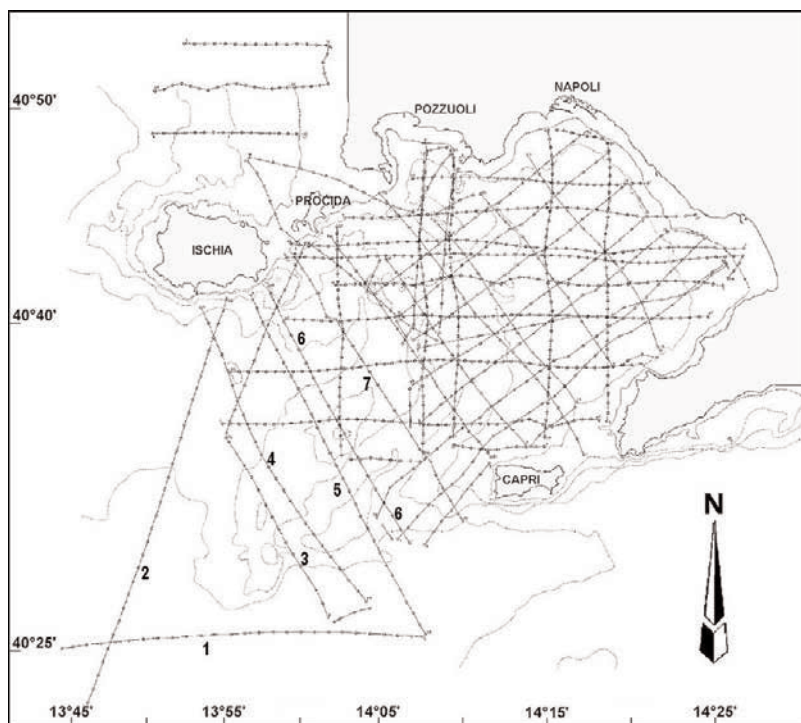 40°50'
NAPOLI
POZZUOLI
PROCIDA
ISCHIA
40°40'
6
7
4
CAPRI
5
6
N
3
2
40°25'
1
13°45'
13°55'
14°05'
14°15'
14°25'